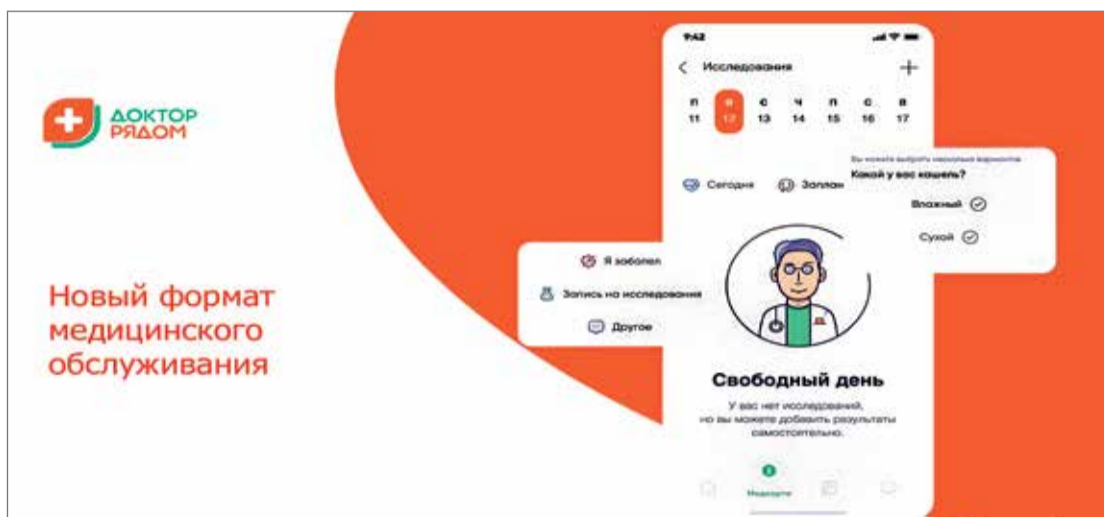 ДОКТОР
РЯДОМ
Новый формат
медицинского
обслуживания
9:42
Исследования
П В С Ч П С В
11 12 13 14 15 16 17
Сегодня Заплан
Вы можете выбрать несколько вариантов
Какой у вас кашель?
Влажный
Сухой
Я заболел
Запись на исследования
Другое
Свободный день
У вас нет исследований,
но вы можете добавить результаты
самостоятельно.
Медкарта